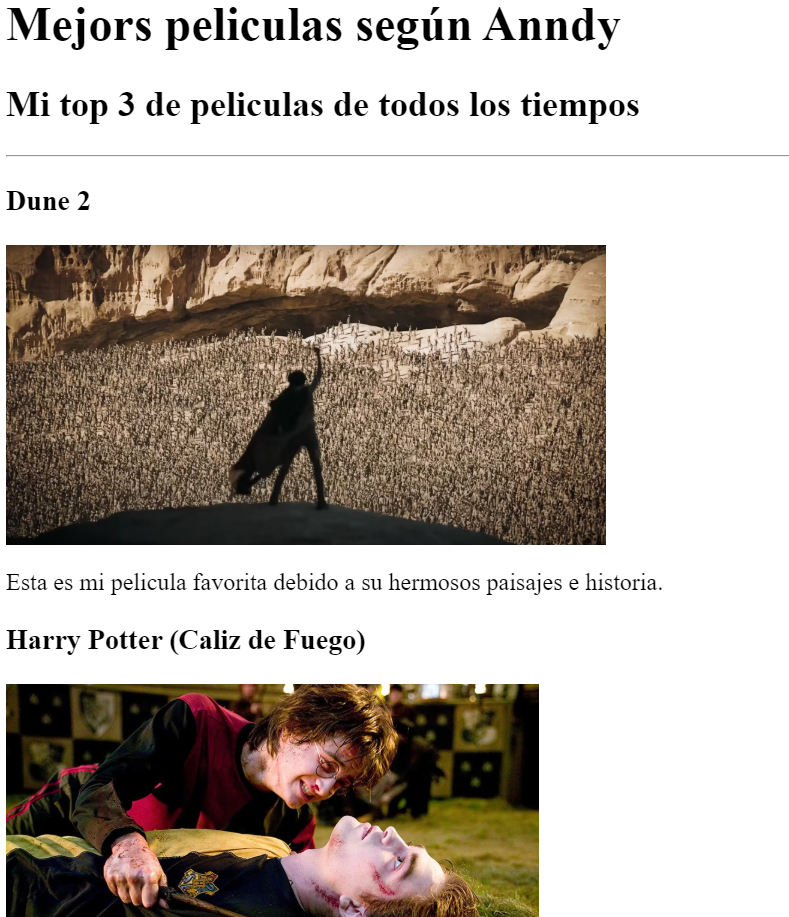 Mejors peliculas según Anndy
Mi top 3 de peliculas de todos los tiempos
Dune 2
Esta es mi pelicula favorita debido a su hermosos paisajes e historia.
Harry Potter (Caliz de Fuego)